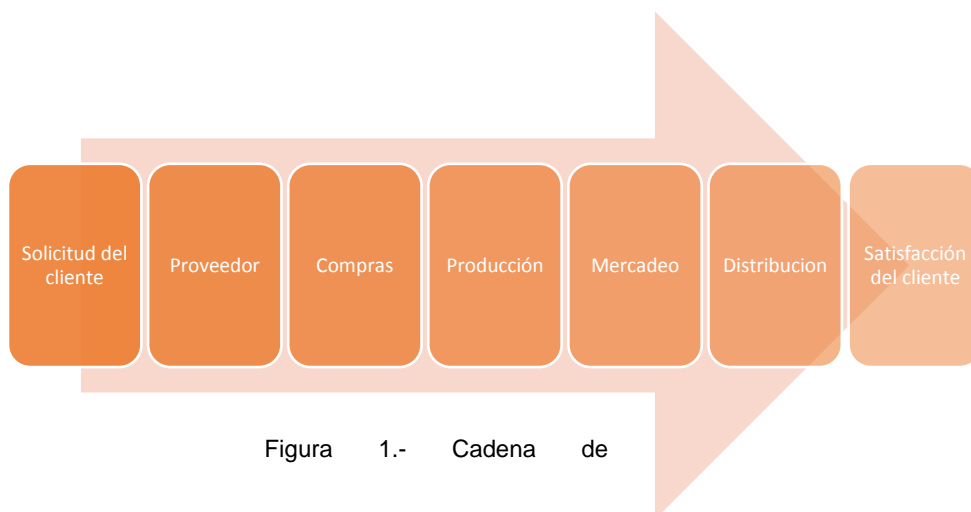 Solicitud del
cliente
Proveedor
Compras
Producción
Mercadeo
Distribucion
Satisfacción
del cliente
Figura 1.- Cadena de